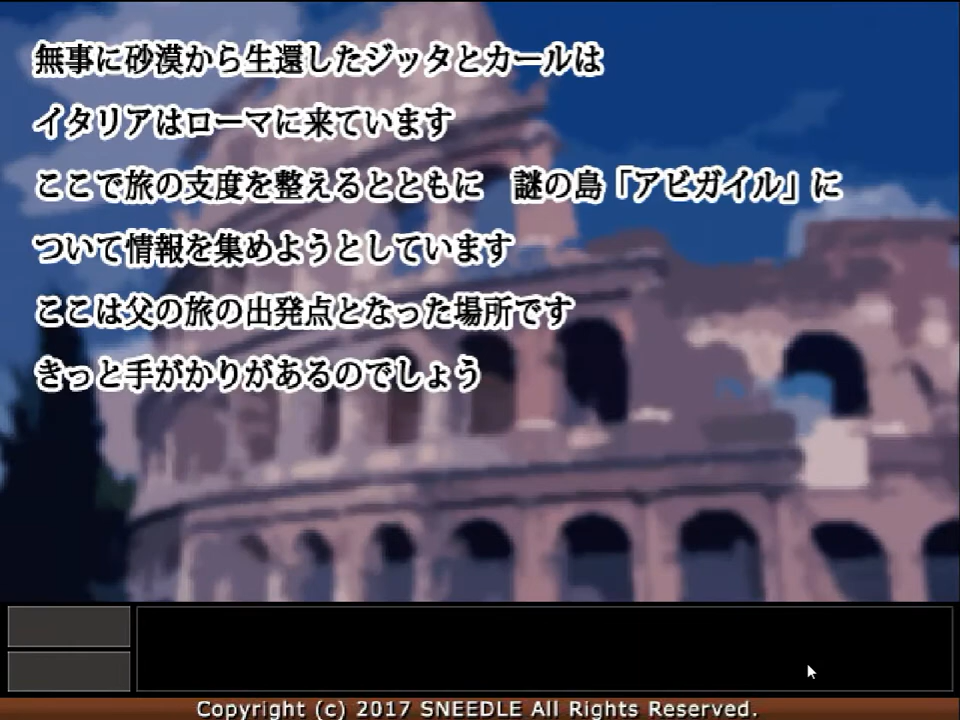 無事に砂漠から生還したジッタとカールは
イタリアはローマに来ています
ここで旅の支度を整えるとともに　謎の島「アビガイル」に
ついて情報を集めようとしています
ここは父の旅の出発点となった場所です
きっと手がかりがあるのでしょう
Copyright (c) 2017 SNEEDLE All Rights Reserved.